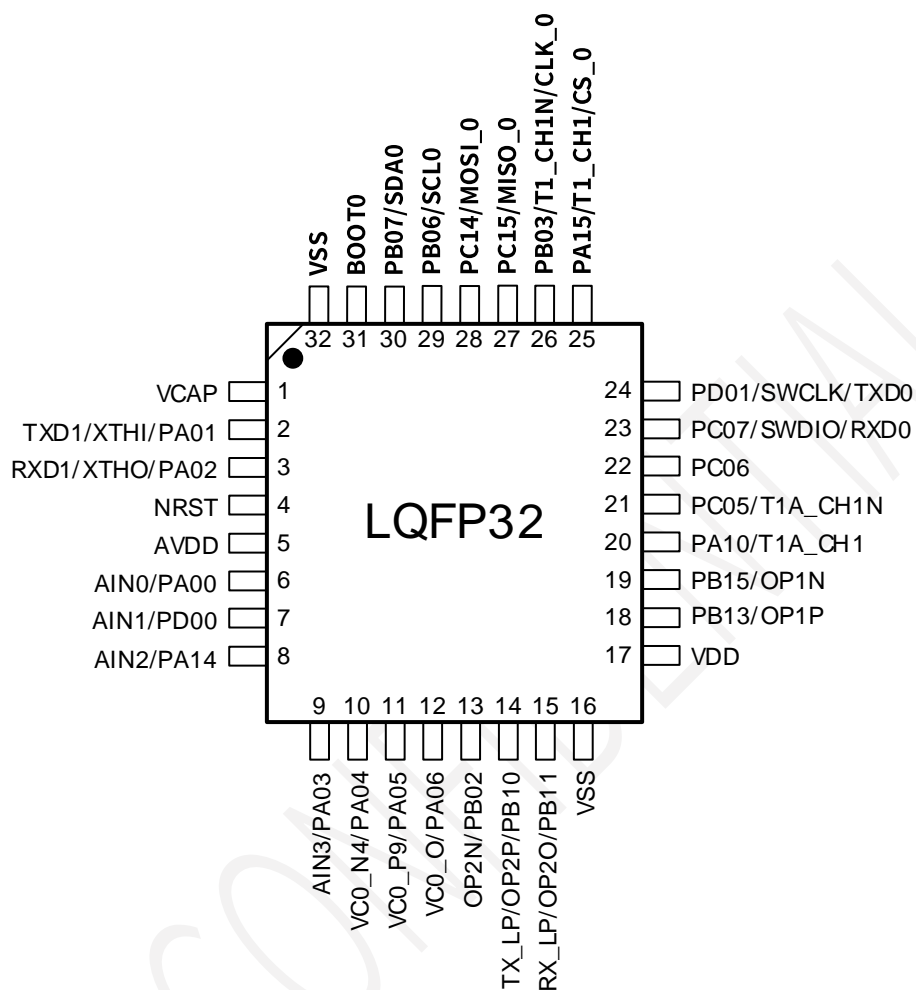 VSS
BOOT0
PB07/SDA0
PB06/SCL0
PC14/MOSI_0
PC15/MISO_0
PB03/T1_CH1N/CLK_0
PA15/T1_CH1/CS_0
32 31 30 29 28 27 26 25
VCAP 1
TXD1/XTHI/PA01 2
RXD1/XTHO/PA02 3
NRST 4
AVDD 5
AIN0/PA00 6
AIN1/PD00 7
AIN2/PA14 8
LQFP32
24 PD01/SWCLK/TXD0
23 PC07/SWDIO/RXD0
22 PC06
21 PC05/T1A_CH1N
20 PA10/T1A_CH1
19 PB15/OP1N
18 PB13/OP1P
17 VDD
9 10 11 12 13 14 15 16
AIN3/PA03
VC0_N4/PA04
VC0_P9/PA05
VC0_O/PA06
OP2N/PB02
TX_LP/OP2P/PB10
RX_LP/OP2O/PB11
VSS
CONFIDENTIAL